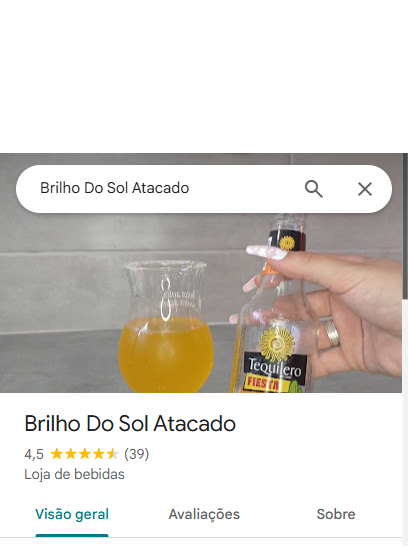 Brilho Do Sol Atacado
Tequilero
FIESTA
Brilho Do Sol Atacado
4,5 (39)
Loja de bebidas
Visão geral Avaliações Sobre